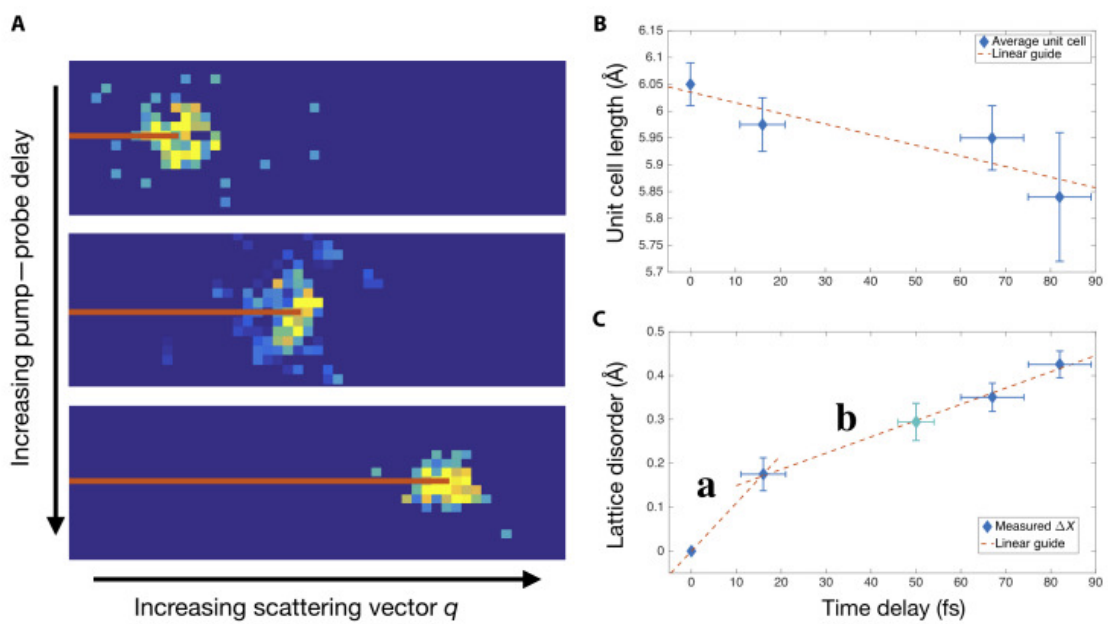 A
Increasing pump—probe delay
Increasing scattering vector q
B
Unit cell length (Å)
6.15
6.1
6.05
6
5.95
5.9
5.85
5.8
5.75
5.7
Average unit cell
Linear guide
0 10 20 30 40 50 60 70 80 90
C
Lattice disorder (Å)
0.5
0.4
0.3
0.2
0.1
0
a
b
Measured ΔX
Linear guide
0 10 20 30 40 50 60 70 80 90
Time delay (fs)